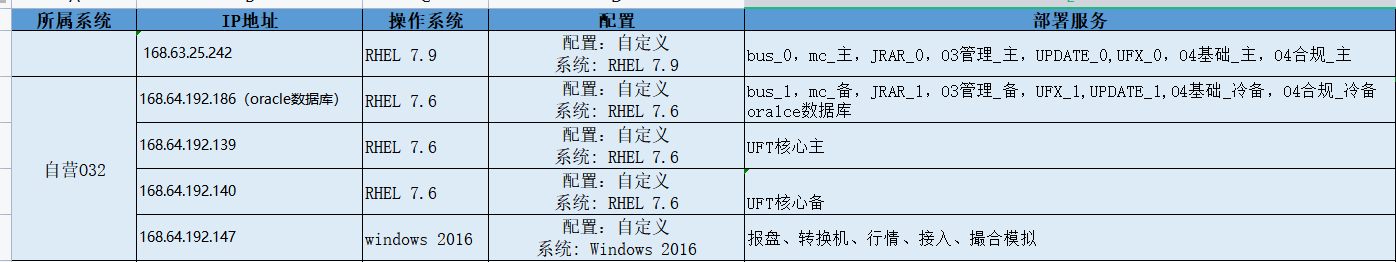 所属系统 IP地址 操作系统 配置 部署服务
168.63.25.242 RHEL 7.9 配置：自定义 bus_0，mc_主，JRAR_0，O3管理_主，UPDATE_0,UFX_0，O4基础_主，O4合规_主
系统: RHEL 7.9
自营O32
168.64.192.186（oracle数据库） RHEL 7.6 配置：自定义 bus_1，mc_备，JRAR_1，O3管理_备，UFX_1,UPDATE_1,O4基础_冷备，O4合规_冷备
系统: RHEL 7.6 oralce数据库
168.64.192.139 RHEL 7.6 配置：自定义 UFT核心主
系统: RHEL 7.6
168.64.192.140 RHEL 7.6 配置：自定义 UFT核心备
系统: RHEL 7.6
168.64.192.147 windows 2016 配置：自定义 报盘、转换机、行情、接入、撮合模拟
系统: Windows 2016